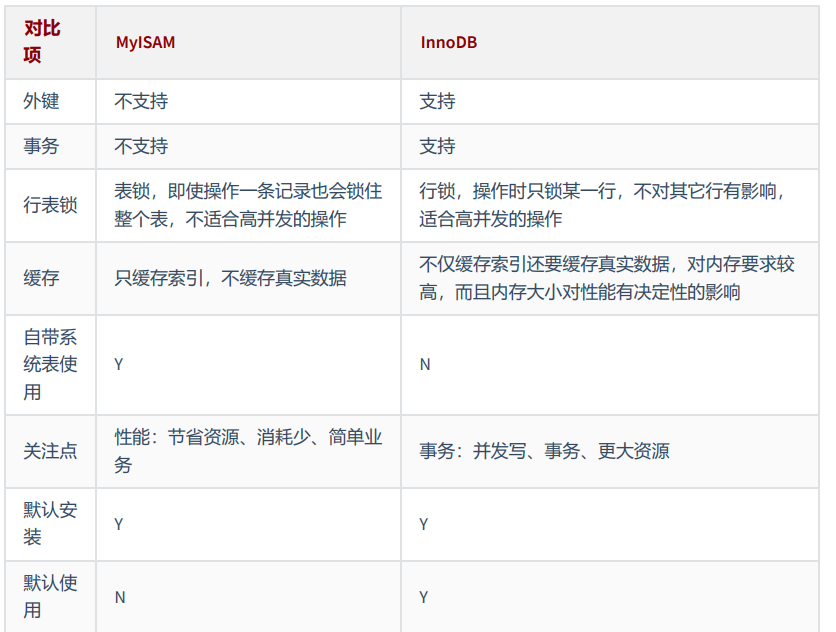 对比
项
MyISAM
InnoDB
外键
不支持
支持
事务
不支持
支持
行表锁
表锁，即使操作一条记录也会锁住
整个表，不适合高并发的操作
行锁，操作时只锁某一行，不对其它行有影响，
适合高并发的操作
缓存
只缓存索引，不缓存真实数据
不仅缓存索引还要缓存真实数据，对内存要求较
高，而且内存大小对性能有决定性的影响
自带系
统表使
用
Y
N
关注点
性能：节省资源、消耗少、简单业
务
事务：并发写、事务、更大资源
默认安
装
Y
Y
默认使
用
N
Y